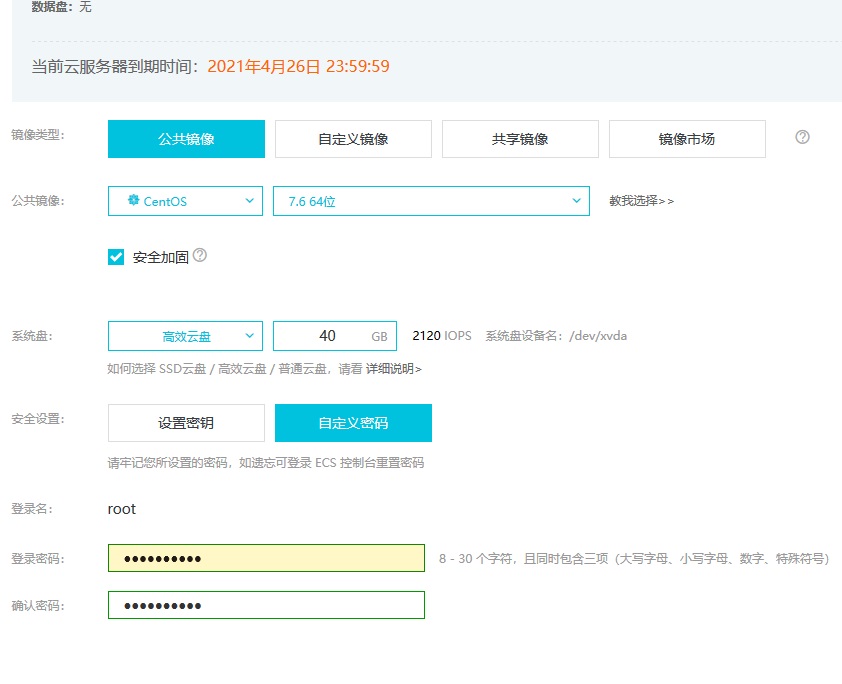 数据盘：无
当前云服务器到期时间：2021年4月26日 23:59:59
镜像类型： 公共镜像 自定义镜像 共享镜像 镜像市场 ?
公共镜像： CentOS 7.6 64位 教我选择>>
安全加固 ?
系统盘： 高效云盘 40 GB 2120 IOPS 系统盘设备名：/dev/xvda
如何选择 SSD云盘 / 高效云盘 / 普通云盘，请看 详细说明>
安全设置： 设置密钥 自定义密码
请牢记您所设置的密码，如遗忘可登录 ECS 控制台重置密码
登录名： root
登录密码： ●●●●●●●●●● 8 - 30 个字符，且同时包含三项（大写字母、小写字母、数字、特殊符号）
确认密码： ●●●●●●●●●●